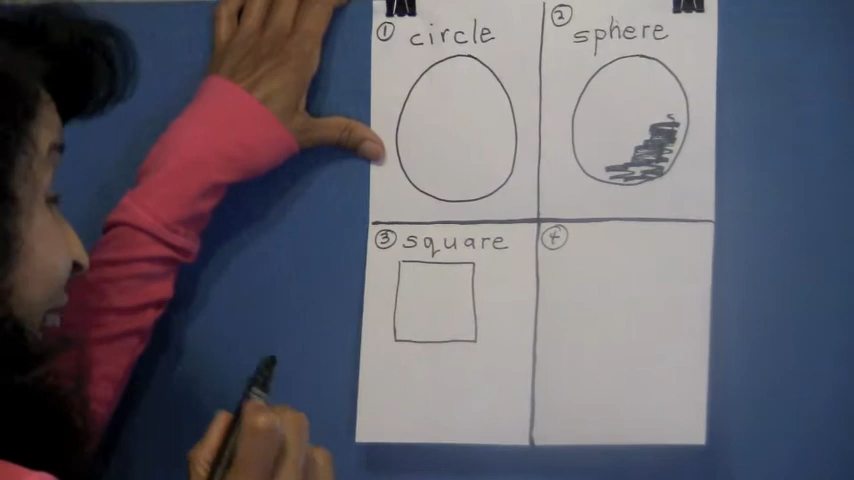 ① circle
② sphere
③ square
④